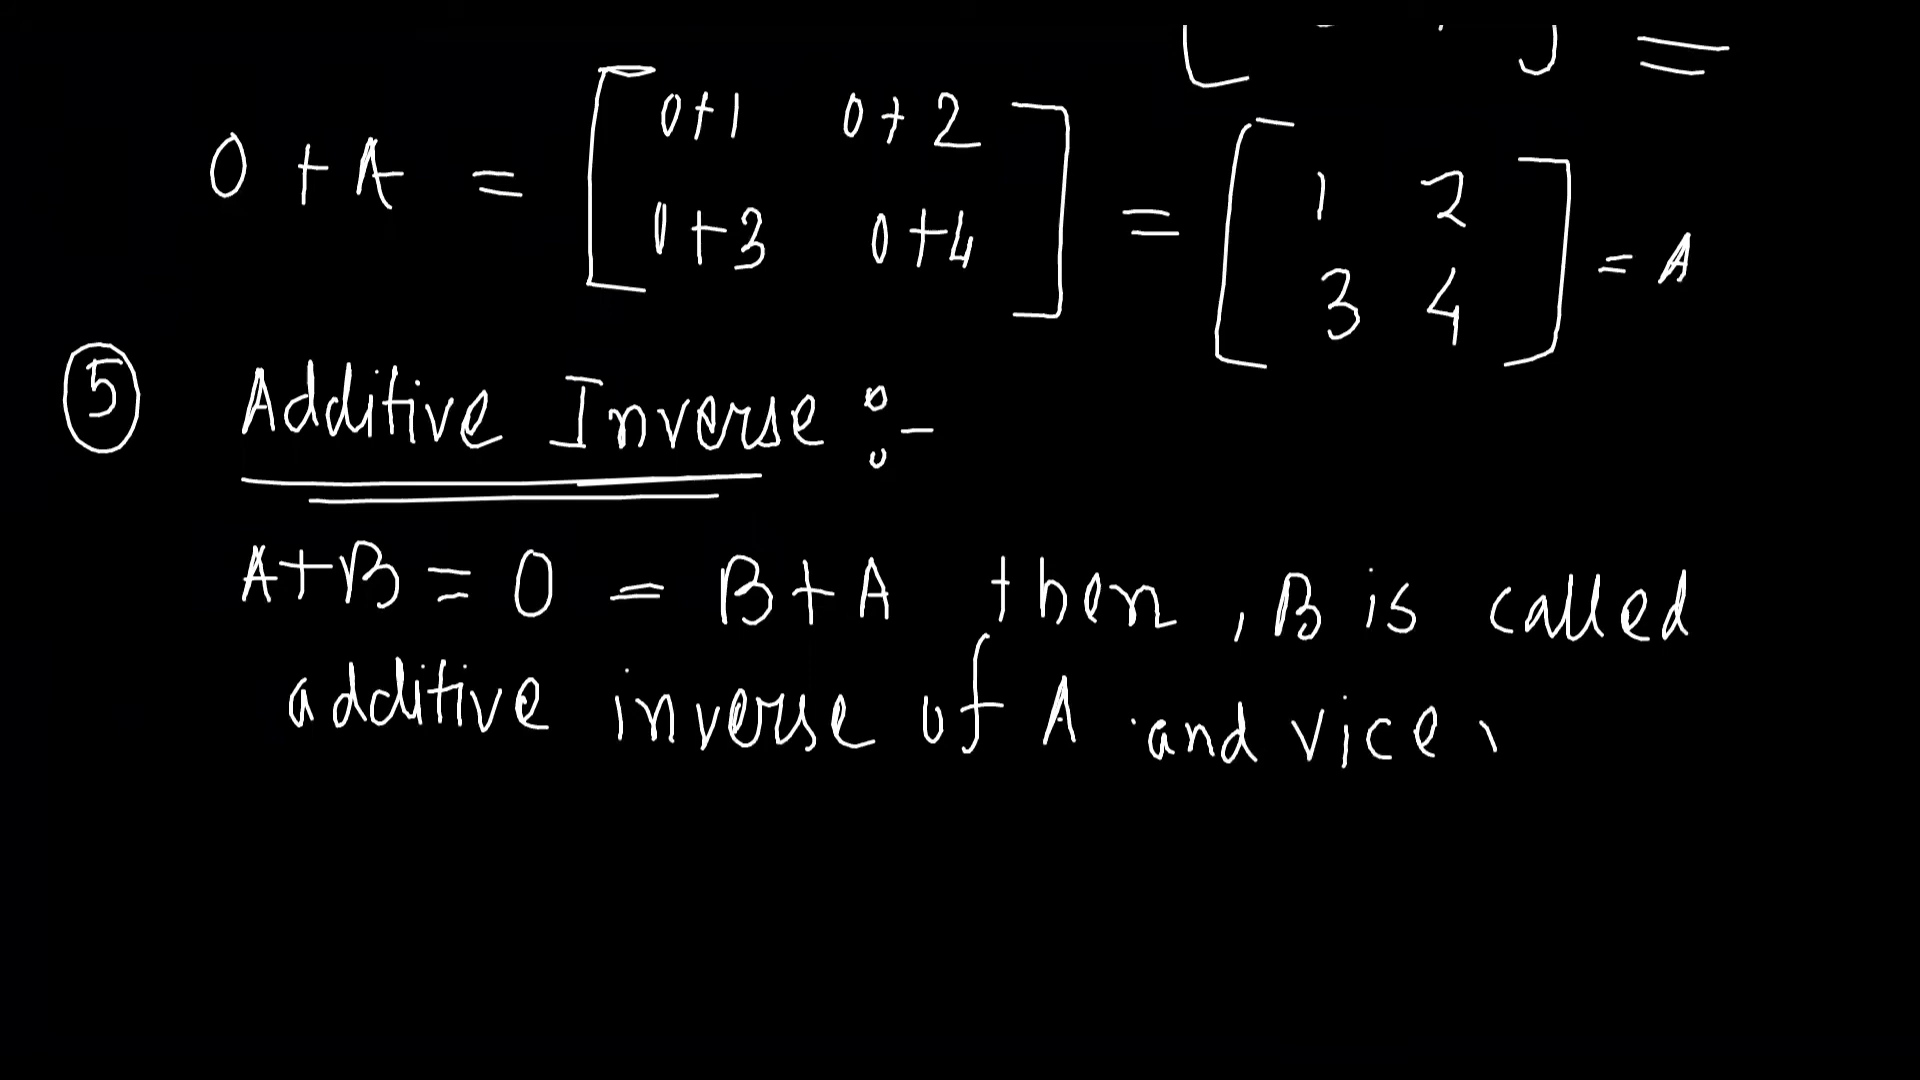 [ ] =
0 + A = [ 0+1 0+2 ] = [ 1 2 ] = A
[ 0+3 0+4 ] [ 3 4 ]
5 Additive Inverse :-
A+B = 0 = B+A then , B is called
additive inverse of A and vice